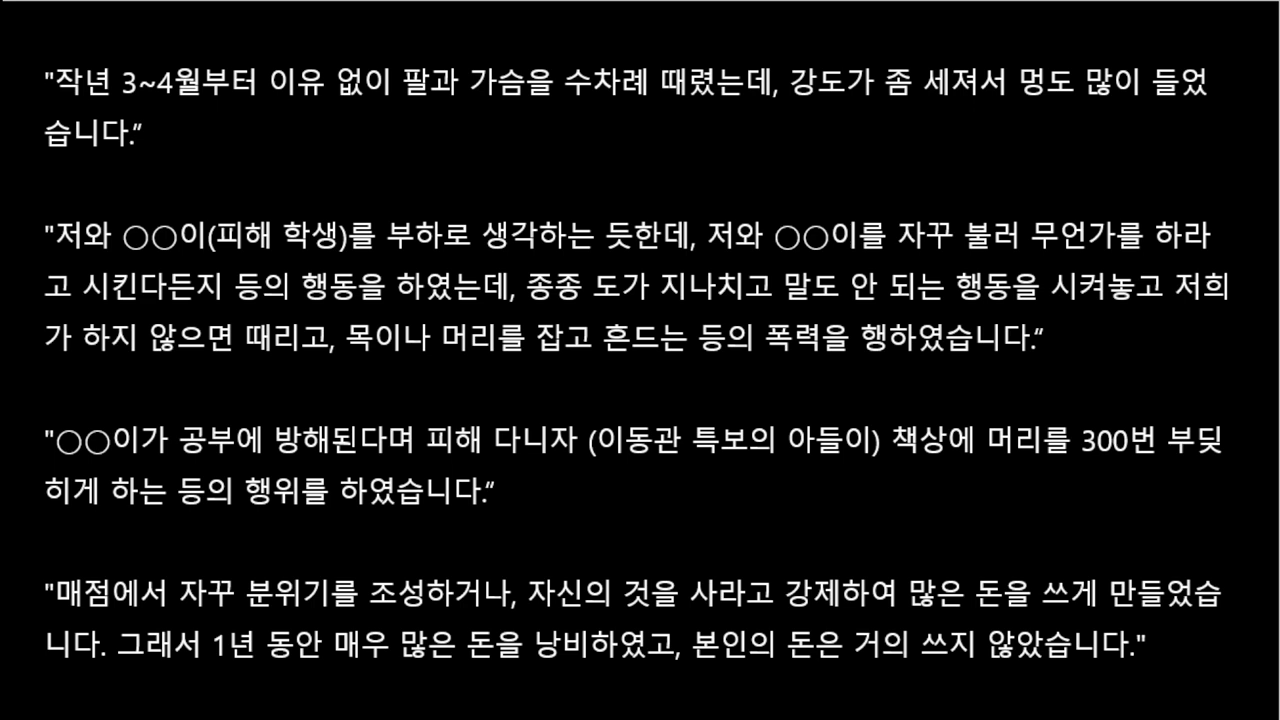 "작년 3~4월부터 이유 없이 팔과 가슴을 수차례 때렸는데, 강도가 좀 세져서 멍도 많이 들었
습니다.”
"저와 ○○이(피해 학생)를 부하로 생각하는 듯한데, 저와 ○○이를 자꾸 불러 무언가를 하라
고 시킨다든지 등의 행동을 하였는데, 종종 도가 지나치고 말도 안 되는 행동을 시켜놓고 저희
가 하지 않으면 때리고, 목이나 머리를 잡고 흔드는 등의 폭력을 행하였습니다.”
"○○이가 공부에 방해된다며 피해 다니자 (이동관 특보의 아들이) 책상에 머리를 300번 부딪
히게 하는 등의 행위를 하였습니다.”
"매점에서 자꾸 분위기를 조성하거나, 자신의 것을 사라고 강제하여 많은 돈을 쓰게 만들었습
니다. 그래서 1년 동안 매우 많은 돈을 낭비하였고, 본인의 돈은 거의 쓰지 않았습니다."